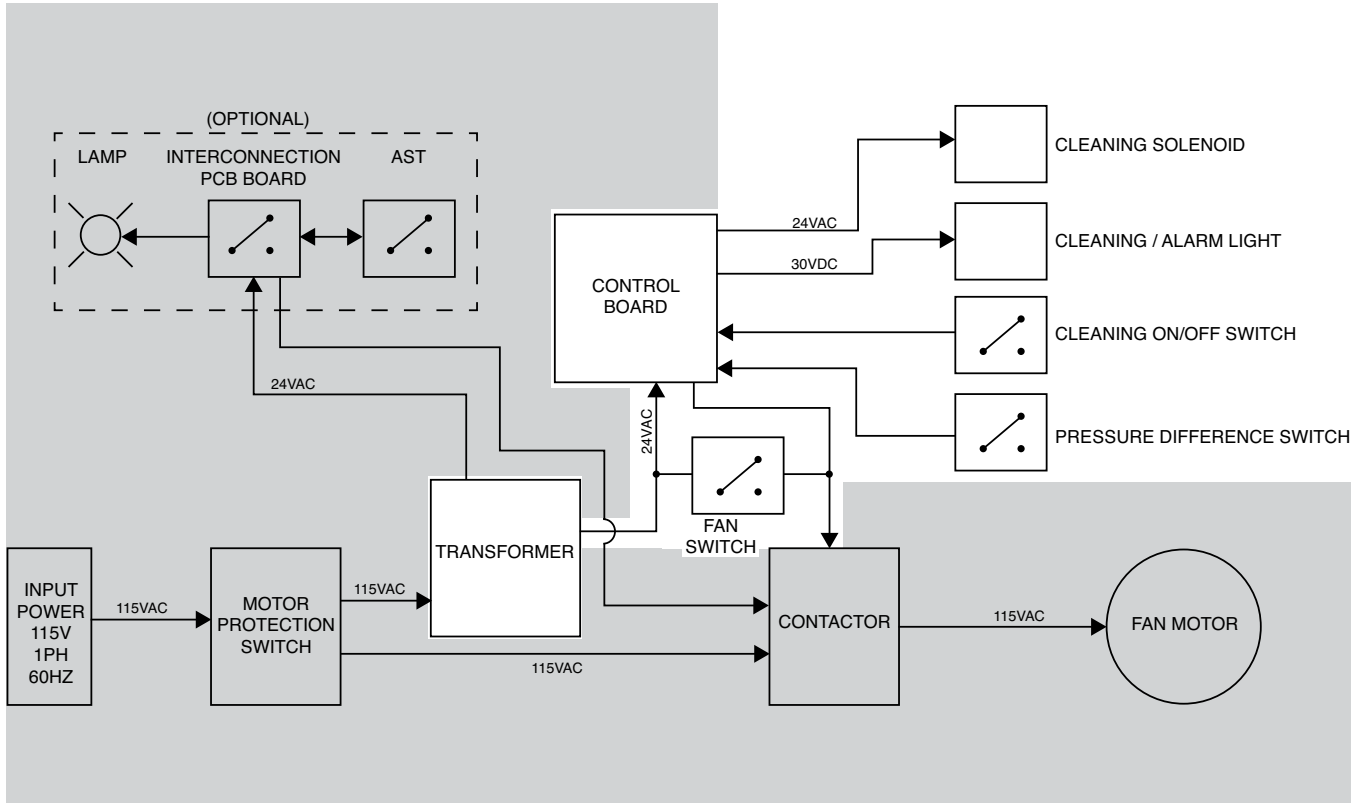 (OPTIONAL)
LAMP
INTERCONNECTION
PCB BOARD
AST
CLEANING SOLENOID
24VAC
CLEANING / ALARM LIGHT
30VDC
CONTROL
BOARD
CLEANING ON/OFF SWITCH
24VAC
24VAC
PRESSURE DIFFERENCE SWITCH
FAN
SWITCH
TRANSFORMER
INPUT
POWER
115V
1PH
60HZ
115VAC
MOTOR
PROTECTION
SWITCH
115VAC
115VAC
CONTACTOR
115VAC
FAN MOTOR